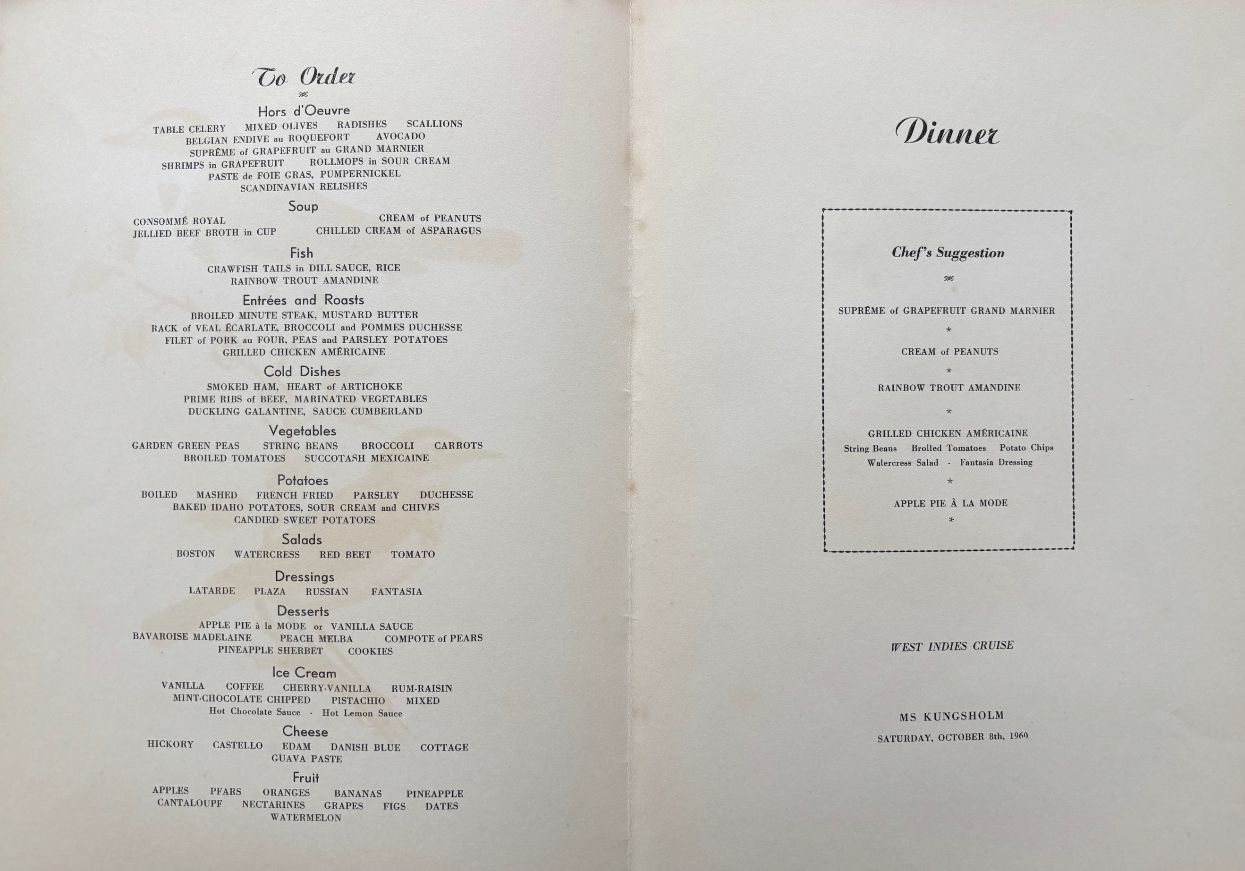 To Order
Hors d'Oeuvre
TABLE CELERY MIXED OLIVES RADISHES SCALLIONS
BELGIAN ENDIVE au ROQUEFORT AVOCADO
SUPRÊME of GRAPEFRUIT au GRAND MARNIER
SHRIMPS in GRAPEFRUIT ROLLMOPS in SOUR CREAM
PASTE de FOIE GRAS, PUMPERNICKEL
SCANDINAVIAN RELISHES
Soup
CONSOMMÉ ROYAL CREAM of PEANUTS
JELLIED BEEF BROTH in CUP CHILLED CREAM of ASPARAGUS
Fish
CRAWFISH TAILS in DILL SAUCE, RICE
RAINBOW TROUT AMANDINE
Entrées and Roasts
BROILED MINUTE STEAK, MUSTARD BUTTER
RACK of VEAL ÉCARLATE, BROCCOLI and POMMES DUCHESSE
FILET of PORK au FOUR, PEAS and PARSLEY POTATOES
GRILLED CHICKEN AMÉRICAINE
Cold Dishes
SMOKED HAM, HEART of ARTICHOKE
PRIME RIBS of BEEF, MARINATED VEGETABLES
DUCKLING GALANTINE, SAUCE CUMBERLAND
Vegetables
GARDEN GREEN PEAS STRING BEANS BROCCOLI CARROTS
BROILED TOMATOES SUCCOTASH MEXICAINE
Potatoes
BOILED MASHED FRENCH FRIED PARSLEY DUCHESSE
BAKED IDAHO POTATOES, SOUR CREAM and CHIVES
CANDIED SWEET POTATOES
Salads
BOSTON WATERCRESS RED BEET TOMATO
Dressings
LATARDE PLAZA RUSSIAN FANTASIA
Desserts
APPLE PIE à la MODE or VANILLA SAUCE
BAVAROISE MADELAINE PEACH MELBA COMPOTE of PEARS
PINEAPPLE SHERBET COOKIES
Ice Cream
VANILLA COFFEE CHERRY-VANILLA RUM-RAISIN
MINT-CHOCOLATE CHIPPED PISTACHIO MIXED
Hot Chocolate Sauce - Hot Lemon Sauce
Cheese
HICKORY CASTELLO EDAM DANISH BLUE COTTAGE
GUAVA PASTE
Fruit
APPLES PEARS ORANGES BANANAS PINEAPPLE
CANTALOUPE NECTARINES GRAPES FIGS DATES
WATERMELON
Dinner
Chef's Suggestion
SUPRÊME of GRAPEFRUIT GRAND MARNIER
*
CREAM of PEANUTS
*
RAINBOW TROUT AMANDINE
*
GRILLED CHICKEN AMÉRICAINE
String Beans Broiled Tomatoes Potato Chips
Watercress Salad - Fantasia Dressing
*
APPLE PIE À LA MODE
*
WEST INDIES CRUISE
MS KUNGSHOLM
SATURDAY, OCTOBER 8th, 1960